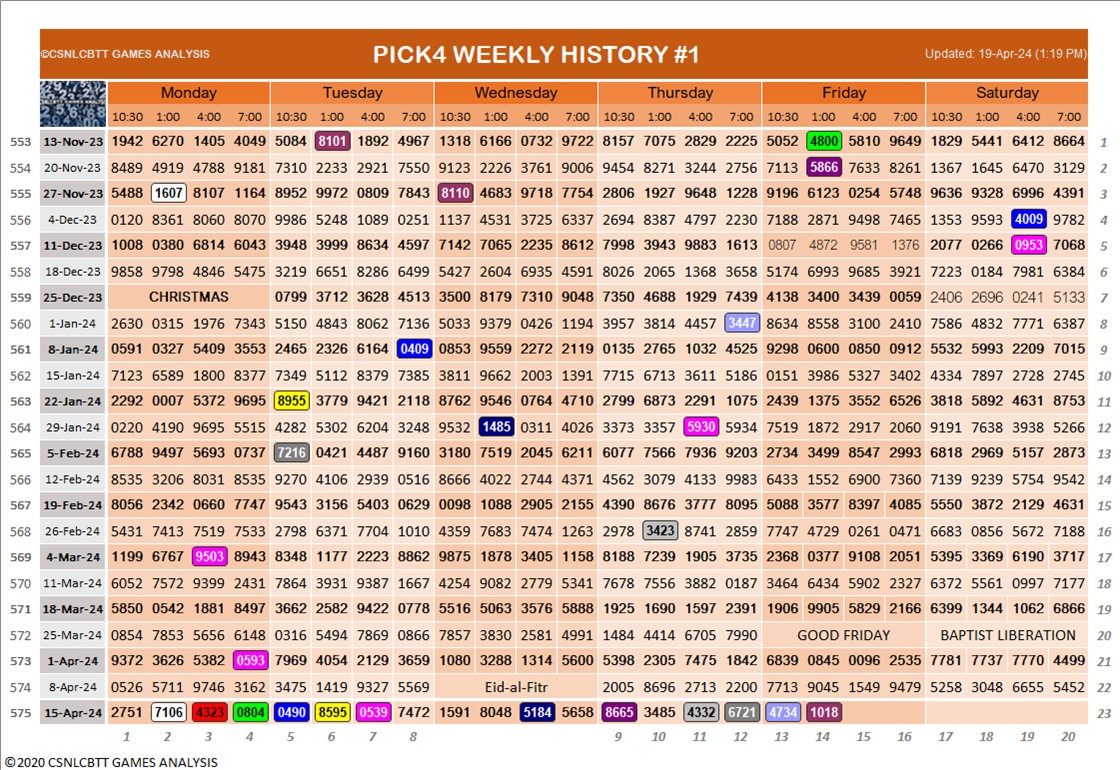 ©CSNLCBTT GAMES ANALYSIS PICK4 WEEKLY HISTORY #1 Updated: 19-Apr-24 (1:19 PM)
Monday Tuesday Wednesday Thursday Friday Saturday
10:30 1:00 4:00 7:00 10:30 1:00 4:00 7:00 10:30 1:00 4:00 7:00 10:30 1:00 4:00 7:00 10:30 1:00 4:00 7:00 10:30 1:00 4:00 7:00
553 13-Nov-23 1942 6270 1405 4049 5084 8101 1892 4967 1318 6166 0732 9722 8157 7075 2829 2225 5052 4800 5810 9649 1829 5441 6412 8664 1
554 20-Nov-23 8489 4919 4788 9181 7310 2233 2921 7550 9123 2226 3761 9006 9454 8271 3244 2756 7113 5866 7633 8261 1367 1645 6470 3129 2
555 27-Nov-23 5488 1607 8107 1164 8952 9972 0809 7843 8110 4683 9718 7754 2806 1927 9648 1228 9196 6123 0254 5748 9636 9328 6996 4391 3
556 4-Dec-23 0120 8361 8060 8070 9986 5248 1089 0251 1137 4531 3725 6337 2694 8387 4797 2230 7188 2871 9498 7465 1353 9593 4009 9782 4
557 11-Dec-23 1008 0380 6814 6043 3948 3999 8634 4597 7142 7065 2235 8612 7998 3943 9883 1613 0807 4872 9581 1376 2077 0266 0953 7068 5
558 18-Dec-23 9858 9798 4846 5475 3219 6651 8286 6499 5427 2604 6935 4591 8026 2065 1368 3658 5174 6993 9685 3921 7223 0184 7981 6384 6
559 25-Dec-23 CHRISTMAS 0799 3712 3628 4513 3500 8179 7310 9048 7350 4688 1929 7439 4138 3400 3439 0059 2406 2696 0241 5133 7
560 1-Jan-24 2630 0315 1976 7343 5150 4843 8062 7136 5033 9379 0426 1194 3957 3814 4457 3447 8634 8558 3100 2410 7586 4832 7771 6387 8
561 8-Jan-24 0591 0327 5409 3553 2465 2326 6164 0409 0853 9559 2272 2119 0135 2765 1032 4525 9298 0600 5050 0912 5532 5993 2209 7015 9
562 15-Jan-24 7123 6589 1800 8377 7349 5112 8379 7385 3811 9662 2003 1391 7715 6713 3611 5186 0151 3986 5327 3402 4334 7897 2728 2745 10
563 22-Jan-24 2292 0007 5372 9695 8955 3779 9421 2118 8762 9546 0764 4710 2799 6873 2291 1075 2439 1375 3552 6526 3818 5892 4631 8753 11
564 29-Jan-24 0220 4190 9695 5515 4282 5302 6204 3248 9532 1485 0311 4026 3373 3357 5930 5934 7519 1872 2917 2060 9191 7638 3938 5266 12
565 5-Feb-24 6788 9497 5693 0737 7216 0421 4487 9160 3180 7519 2045 6211 6077 7566 7936 9203 2734 3499 8547 2993 6818 2969 5157 2873 13
566 12-Feb-24 8535 3206 8031 8535 9270 4106 2939 0516 8666 4022 2744 4371 4562 3079 4133 9983 6433 1552 6900 7360 7139 9239 5754 9542 14
567 19-Feb-24 8056 2342 0660 7747 9543 3156 5403 0629 0098 1088 2905 2155 4390 8676 3777 8095 5088 3577 8397 4085 5550 3872 2129 4631 15
568 26-Feb-24 5431 7413 7519 7533 2798 6371 7704 1010 4359 7683 7474 1263 2978 3423 8741 2859 7747 4729 0261 0471 6683 0856 5672 7188 16
569 4-Mar-24 1199 6767 9503 8943 8348 1177 2223 8862 9875 1878 3405 1158 8188 7239 1905 3735 2368 0377 9108 2051 5395 3369 6190 3717 17
570 11-Mar-24 6052 7572 9399 2431 7864 3931 9387 1667 4254 9082 2779 5341 7678 7556 3882 0187 3464 6434 5902 2327 6372 5561 0997 7177 18
571 18-Mar-24 5850 0542 1881 8497 3662 2582 9422 0778 5516 5063 3576 5888 1925 1690 1597 2391 1906 9905 5829 2166 6399 1344 1062 6866 19
572 25-Mar-24 0854 7853 5656 6148 0316 5494 7869 0866 7857 3830 2581 4991 1484 4414 6705 7990 GOOD FRIDAY BAPTIST LIBERATION 20
573 1-Apr-24 9372 3626 5382 0593 7969 4054 2129 3659 1080 3288 1314 5600 5398 2305 7475 1842 6839 0845 0096 2535 7781 7737 7770 4499 21
574 8-Apr-24 0526 5711 9746 3162 3475 1419 9327 5569 Eid-al-Fitr 2005 8696 2713 2200 7713 9045 1549 9479 5258 3048 6655 5452 22
575 15-Apr-24 2751 7106 4323 0804 0490 8595 0539 7472 1591 8048 5184 5658 8665 3485 4332 6721 4734 1018 23
1 2 3 4 5 6 7 8 9 10 11 12 13 14 15 16 17 18 19 20
©2020 CSNLCBTT GAMES ANALYSIS